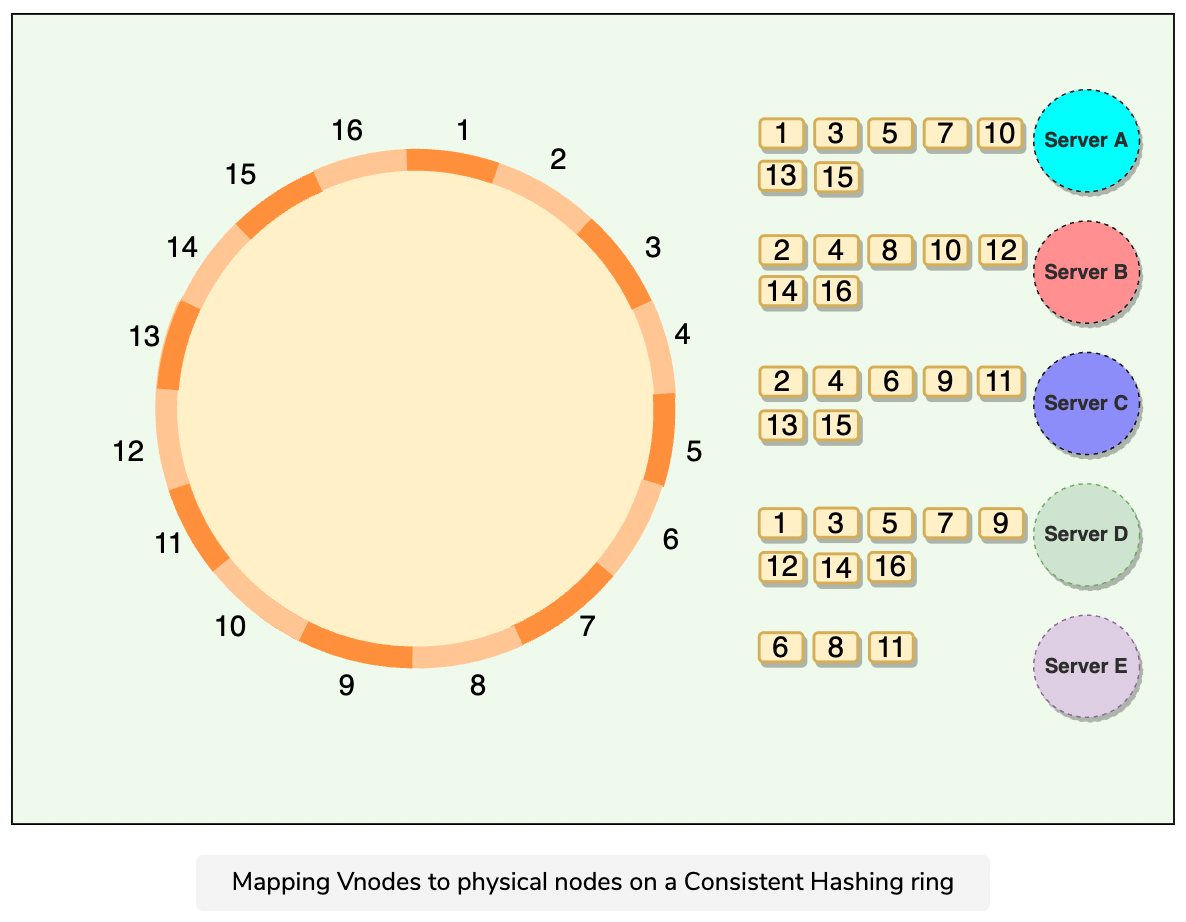 16 1
15 2
14 3
13 4
12 5
11 6
10 7
9 8
1 3 5 7 10
13 15
Server A
2 4 8 10 12
14 16
Server B
2 4 6 9 11
13 15
Server C
1 3 5 7 9
12 14 16
Server D
6 8 11
Server E
Mapping Vnodes to physical nodes on a Consistent Hashing ring